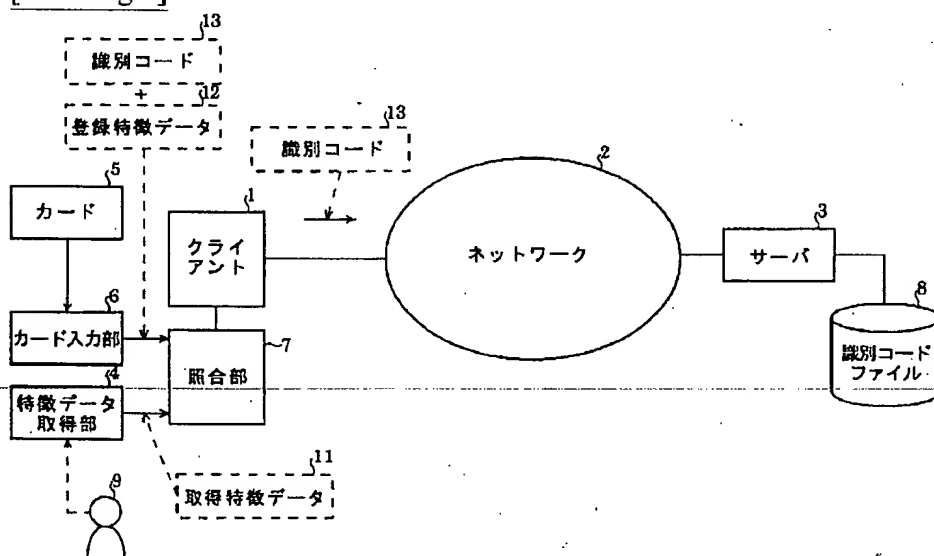 13
識別コード
+
12
登録特徴データ
13
識別コード
5
カード
1
クライ
アント
2
ネットワーク
3
サーバ
8
識別コード
ファイル
6
カード入力部
7
照合部
4
特徴データ
取得部
11
取得特徴データ
9